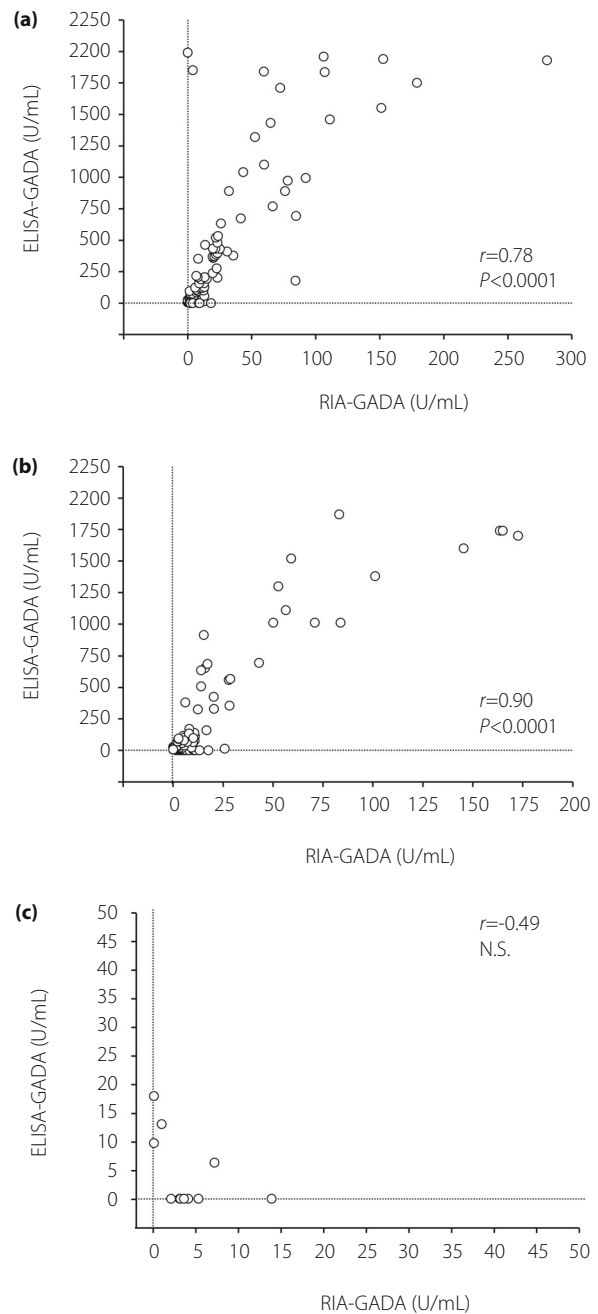 (a)
2250
2200
1750
1500
1250
1000
750
500
250
0
ELISA-GADA (U/mL)
r=0.78
P<0.0001
0 50 100 150 200 250 300
RIA-GADA (U/mL)
(b)
2250
2200
1750
1500
1250
1000
750
500
250
0
ELISA-GADA (U/mL)
r=0.90
P<0.0001
0 25 50 75 100 125 150 175 200
RIA-GADA (U/mL)
(c)
50
45
40
35
30
25
20
15
10
5
0
ELISA-GADA (U/mL)
r=-0.49
N.S.
0 5 10 15 20 25 30 35 40 45 50
RIA-GADA (U/mL)